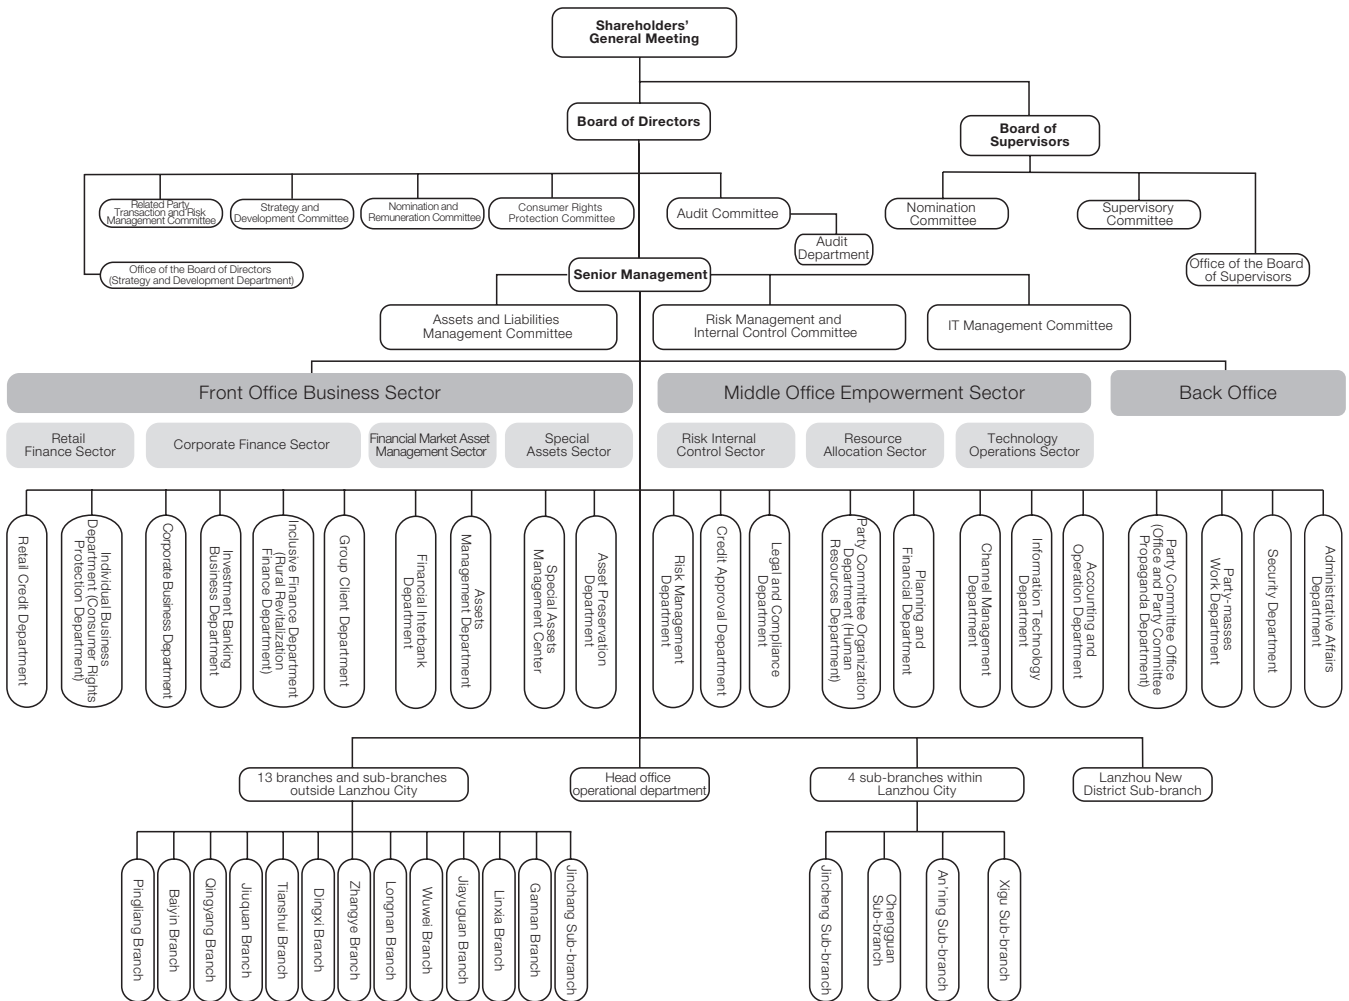 Shareholders'
General Meeting
Board of Directors
Board of
Supervisors
Related Party
Transaction and Risk
Management Committee
Strategy and
Development Committee
Nomination and
Remuneration Committee
Consumer Rights
Protection Committee
Audit Committee
Nomination
Committee
Supervisory
Committee
Audit
Department
Office of the Board of Directors
(Strategy and Development Department)
Senior Management
Office of the Board
of Supervisors
Assets and Liabilities
Management Committee
Risk Management and
Internal Control Committee
IT Management Committee
Front Office Business Sector
Middle Office Empowerment Sector
Back Office
Retail
Finance Sector
Corporate Finance Sector
Financial Market Asset
Management Sector
Special
Assets Sector
Risk Internal
Control Sector
Resource
Allocation Sector
Technology
Operations Sector
Retail Credit Department
Individual Business
Department (Consumer Rights
Protection Department)
Corporate Business Department
Investment Banking
Business Department
Inclusive Finance Department
(Rural Revitalization
Finance Department)
Group Client Department
Financial Interbank
Department
Assets
Management Department
Special Assets
Management Center
Asset Preservation
Department
Risk Management
Department
Credit Approval Department
Legal and Compliance
Department
Party Committee Organization
Department (Human
Resources Department)
Planning and
Financial Department
Channel Management
Department
Information Technology
Department
Accounting and
Operation Department
Party Committee Office
(Office and Party Committee
Propaganda Department)
Party-masses
Work Department
Security Department
Administrative Affairs
Department
13 branches and sub-branches
outside Lanzhou City
Head office
operational department
4 sub-branches within
Lanzhou City
Lanzhou New
District Sub-branch
Pingliang Branch
Baiyin Branch
Qingyang Branch
Jiuquan Branch
Tianshui Branch
Dingxi Branch
Zhangye Branch
Longnan Branch
Wuwei Branch
Jiayuguan Branch
Linxia Branch
Gannan Branch
Jinchang Sub-branch
Jincheng Sub-branch
Chengguan
Sub-branch
An'ning Sub-branch
Xigu Sub-branch